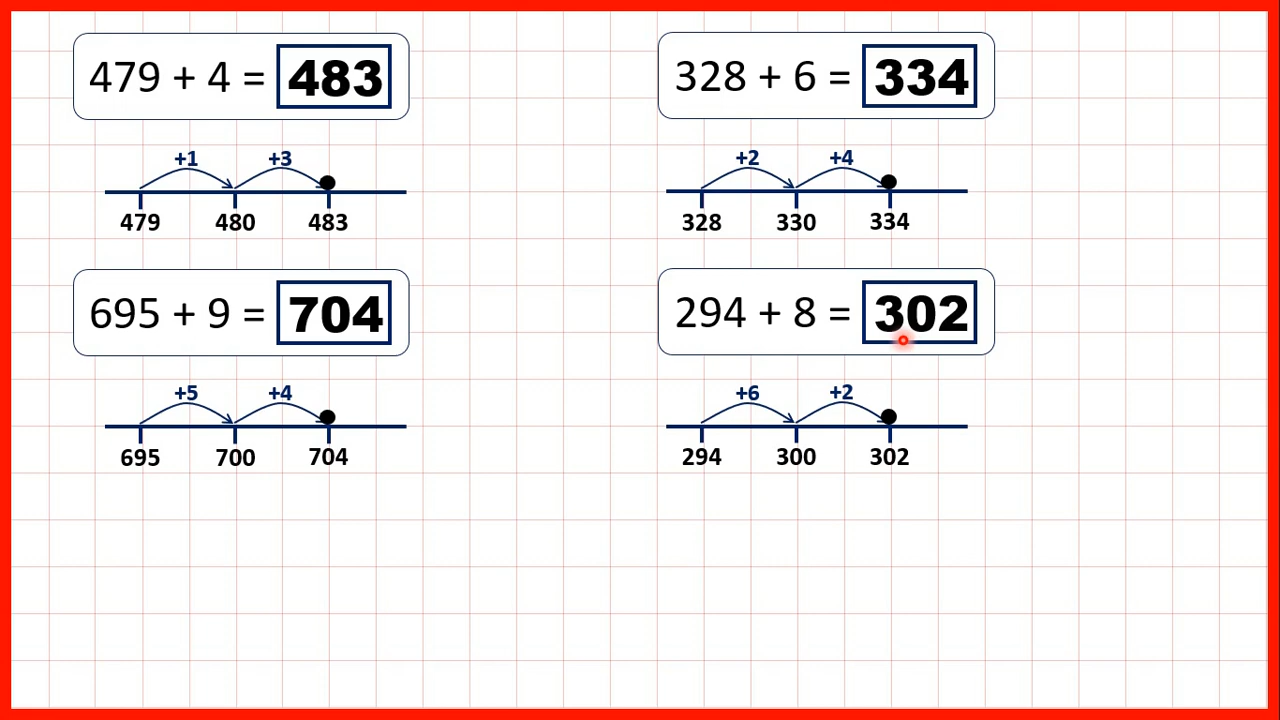 479 + 4 = 483
+1 +3
479 480 483
328 + 6 = 334
+2 +4
328 330 334
695 + 9 = 704
+5 +4
695 700 704
294 + 8 = 302
+6 +2
294 300 302